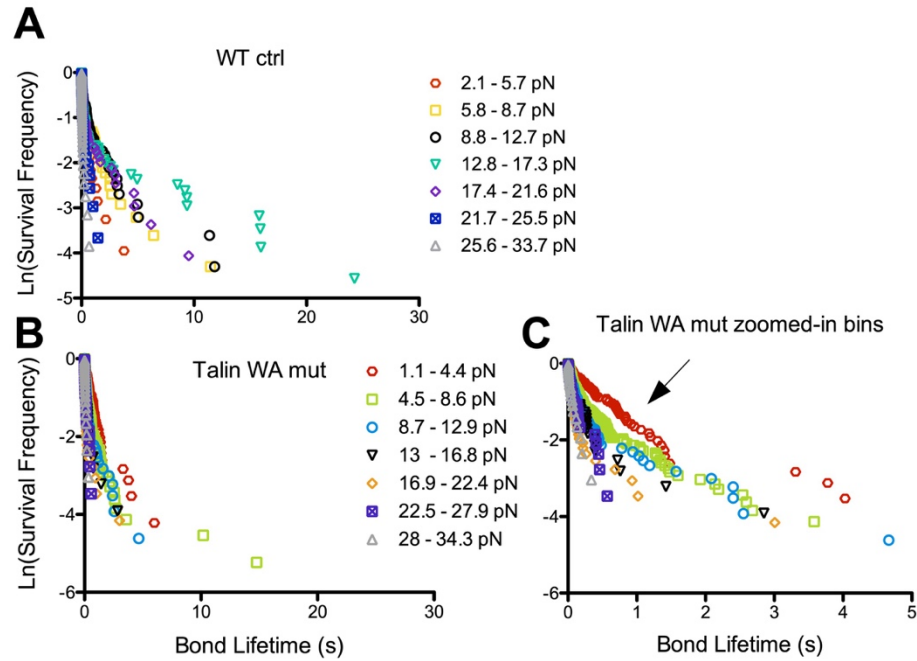 A
WT ctrl
Ln(Survival Frequency)
0
-1
-2
-3
-4
-5
0
10
20
30
2.1 - 5.7 pN
5.8 - 8.7 pN
8.8 - 12.7 pN
12.8 - 17.3 pN
17.4 - 21.6 pN
21.7 - 25.5 pN
25.6 - 33.7 pN
B
Talin WA mut
Ln(Survival Frequency)
0
-2
-4
-6
0
10
20
30
Bond Lifetime (s)
1.1 - 4.4 pN
4.5 - 8.6 pN
8.7 - 12.9 pN
13 - 16.8 pN
16.9 - 22.4 pN
22.5 - 27.9 pN
28 - 34.3 pN
C
Talin WA mut zoomed-in bins
Ln(Survival Frequency)
0
-2
-4
-6
0
1
2
3
4
5
Bond Lifetime (s)